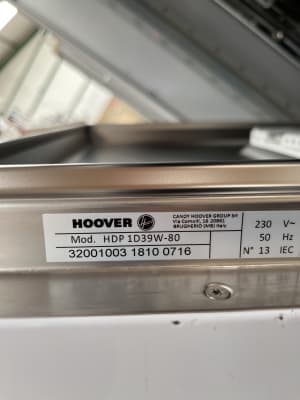 HOOVER
CANDY HOOVER GROUP Srl
Via Comolli, 16 20861
BRUGHERIO (MB) Italy
Mod. HDP 1D39W-80
32001003 1810 0716
230 V~
50 Hz
N° 13 IEC